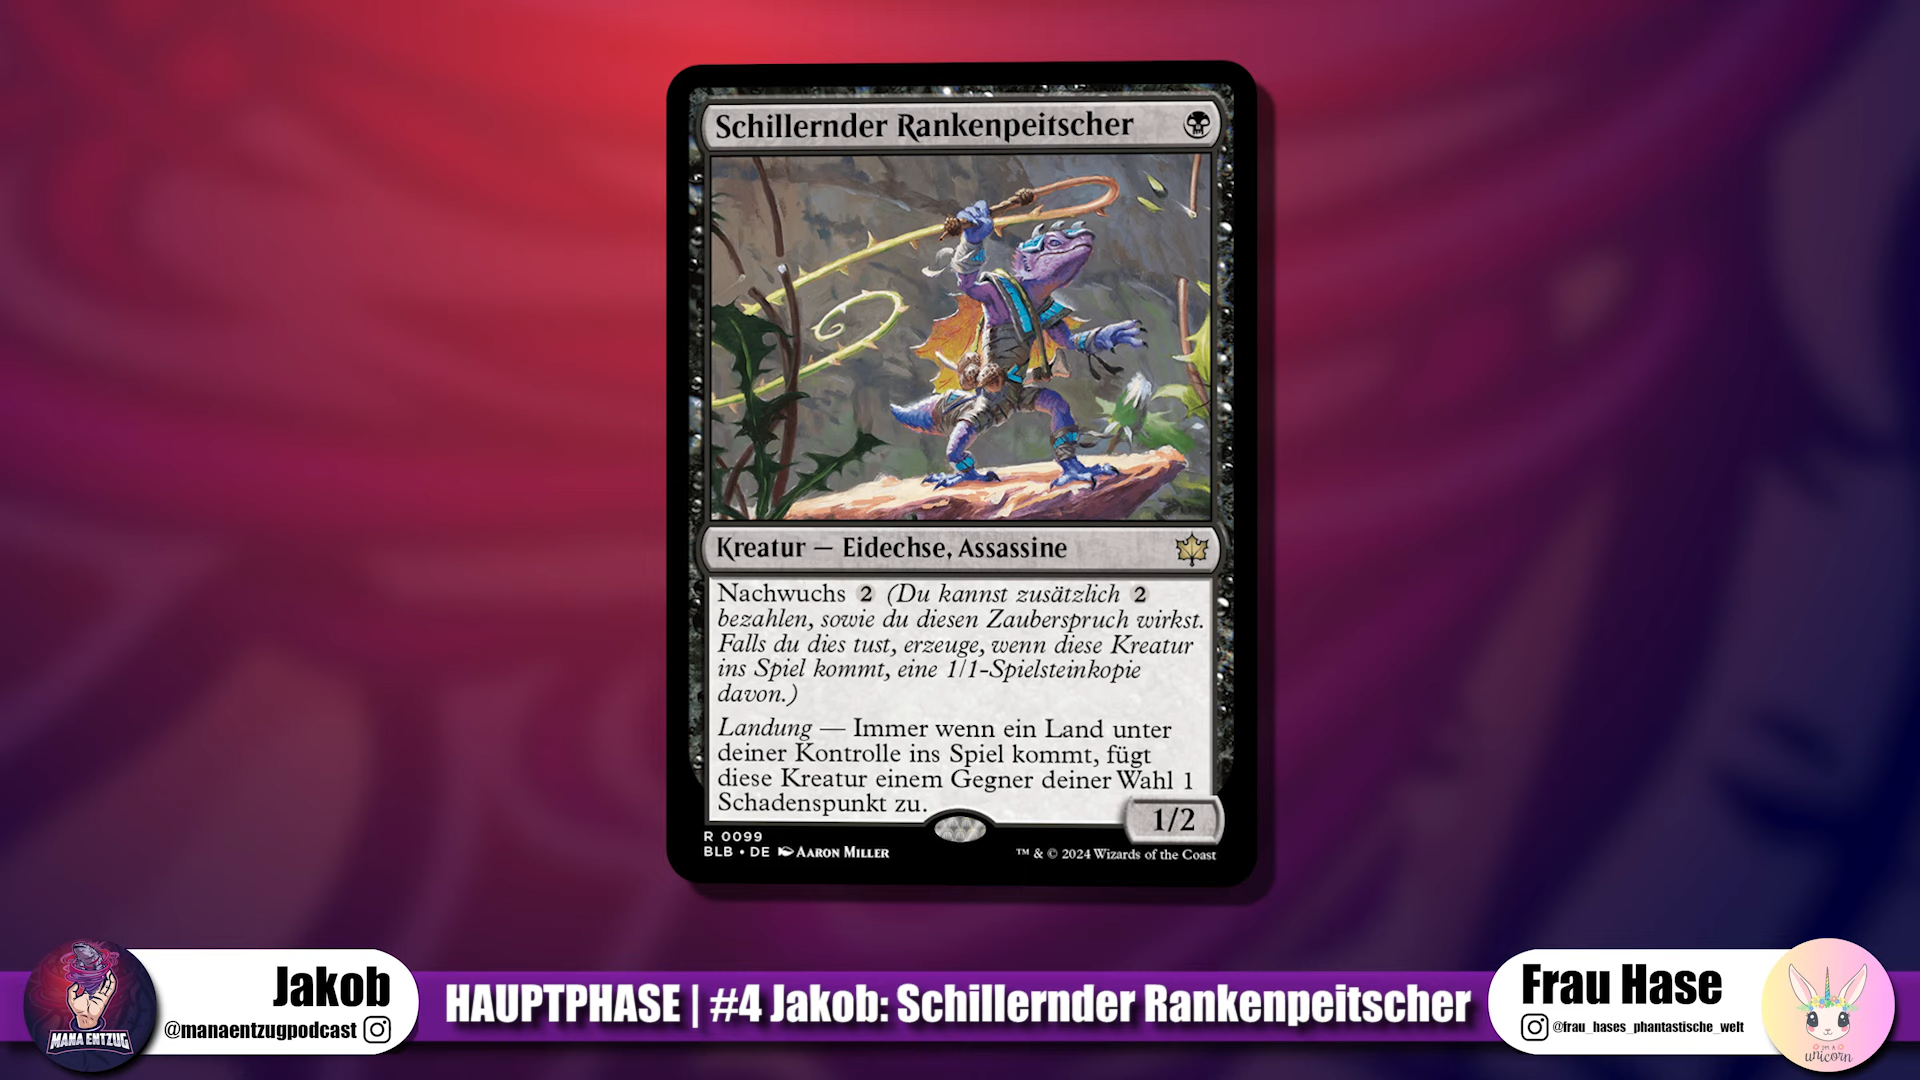 Schillernder Rankenpeitscher
Kreatur — Eidechse, Assassine
Nachwuchs 2 (Du kannst zusätzlich 2
bezahlen, sowie du diesen Zauberspruch wirkst.
Falls du dies tust, erzeuge, wenn diese Kreatur
ins Spiel kommt, eine 1/1-Spielsteinkopie
davon.)
Landung — Immer wenn ein Land unter
deiner Kontrolle ins Spiel kommt, fügt
diese Kreatur einem Gegner deiner Wahl 1
Schadenspunkt zu.
1/2
R 0099
BLB • DE Aaron Miller
™ & © 2024 Wizards of the Coast
Jakob
@manaentzugpodcast
MANA ENTZUG
HAUPTPHASE | #4 Jakob: Schillernder Rankenpeitscher
Frau Hase
@frau_hases_phantastische_welt
I'M A
unicorn